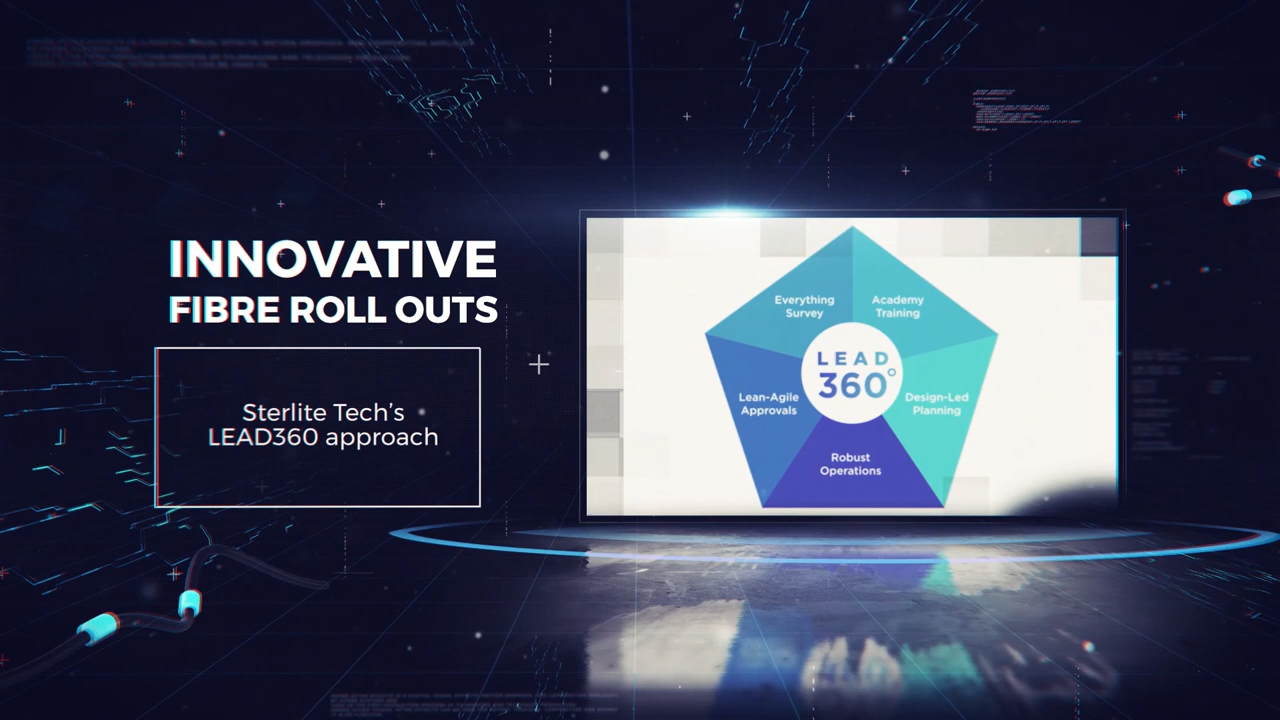 INNOVATIVE
FIBRE ROLL OUTS
Sterlite Tech's
LEAD360 approach
Everything
Survey
Academy
Training
LEAD
360°
Lean-Agile
Approvals
Design-Led
Planning
Robust
Operations